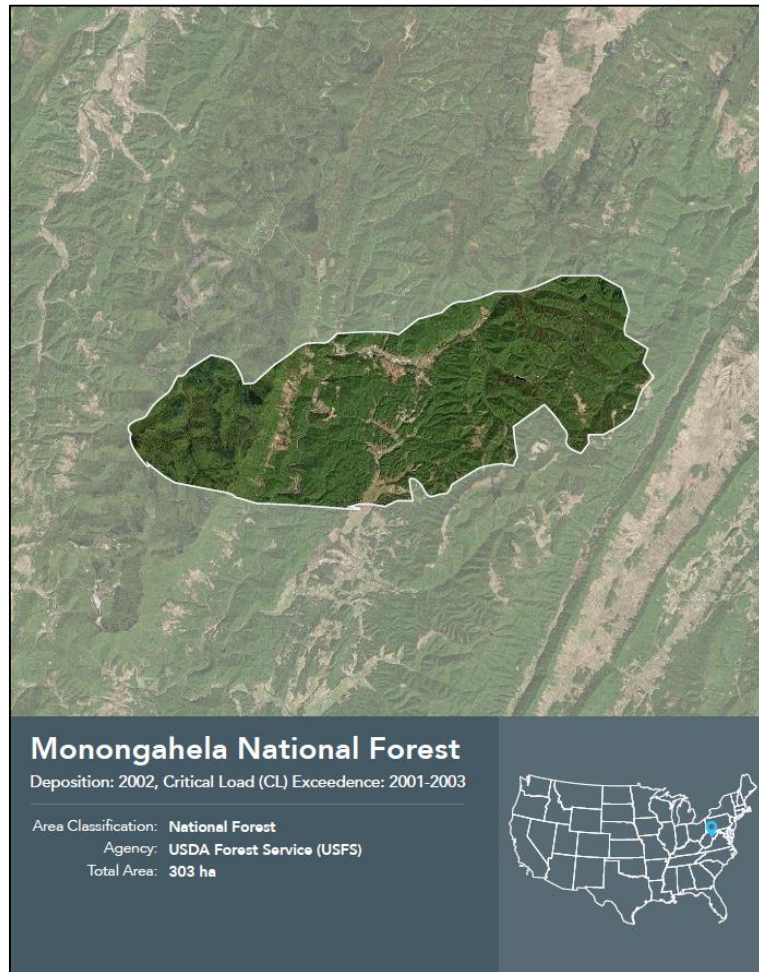 Monongahela National Forest
Deposition: 2002, Critical Load (CL) Exceedence: 2001-2003
Area Classification: National Forest
Agency: USDA Forest Service (USFS)
Total Area: 303 ha